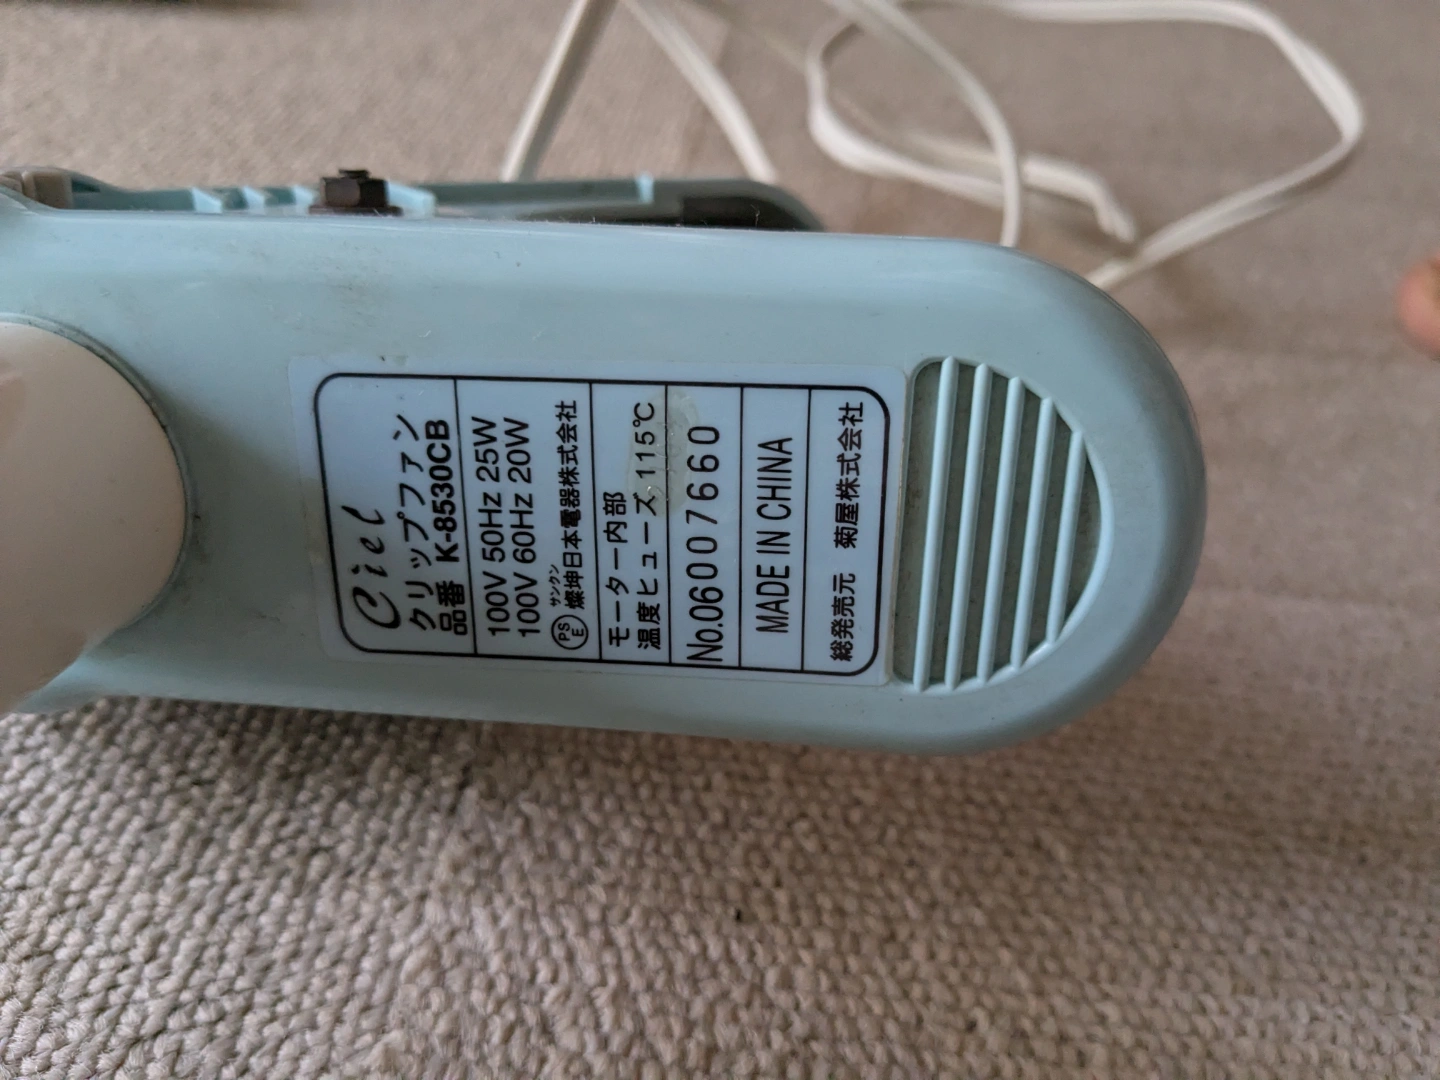 Ciel
クリップファン
品番 K-8530CB
100V 50Hz 25W
100V 60Hz 20W
サンクン
PS
E
燦坤日本電器株式会社
モーター内部
温度ヒューズ 115℃
No.06007660
MADE IN CHINA
総発売元 菊屋株式会社